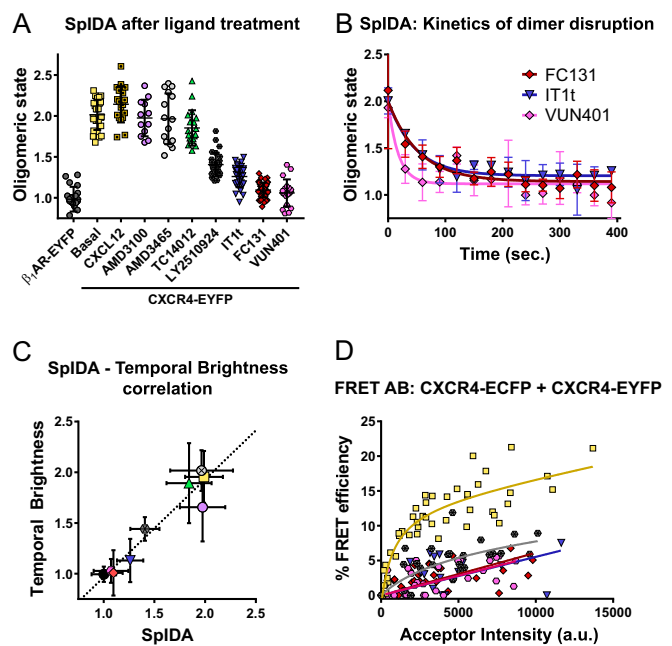 A
SpIDA after ligand treatment
Oligomeric state
2.5
2.0
1.5
1.0
β1AR-EYFP
Basal
CXCL12
AMD3100
AMD3465
TC14012
LY2510924
IT1t
FC131
VUN401
CXCR4-EYFP
B
SpIDA: Kinetics of dimer disruption
Oligomeric state
2.5
2.0
1.5
1.0
FC131
IT1t
VUN401
0 100 200 300 400
Time (sec.)
C
SpIDA - Temporal Brightness
correlation
Temporal Brightness
2.5
2.0
1.5
1.0
1.0 1.5 2.0 2.5
SpIDA
D
FRET AB: CXCR4-ECFP + CXCR4-EYFP
% FRET efficiency
25
20
15
10
5
0
0 5000 10000 15000
Acceptor Intensity (a.u.)